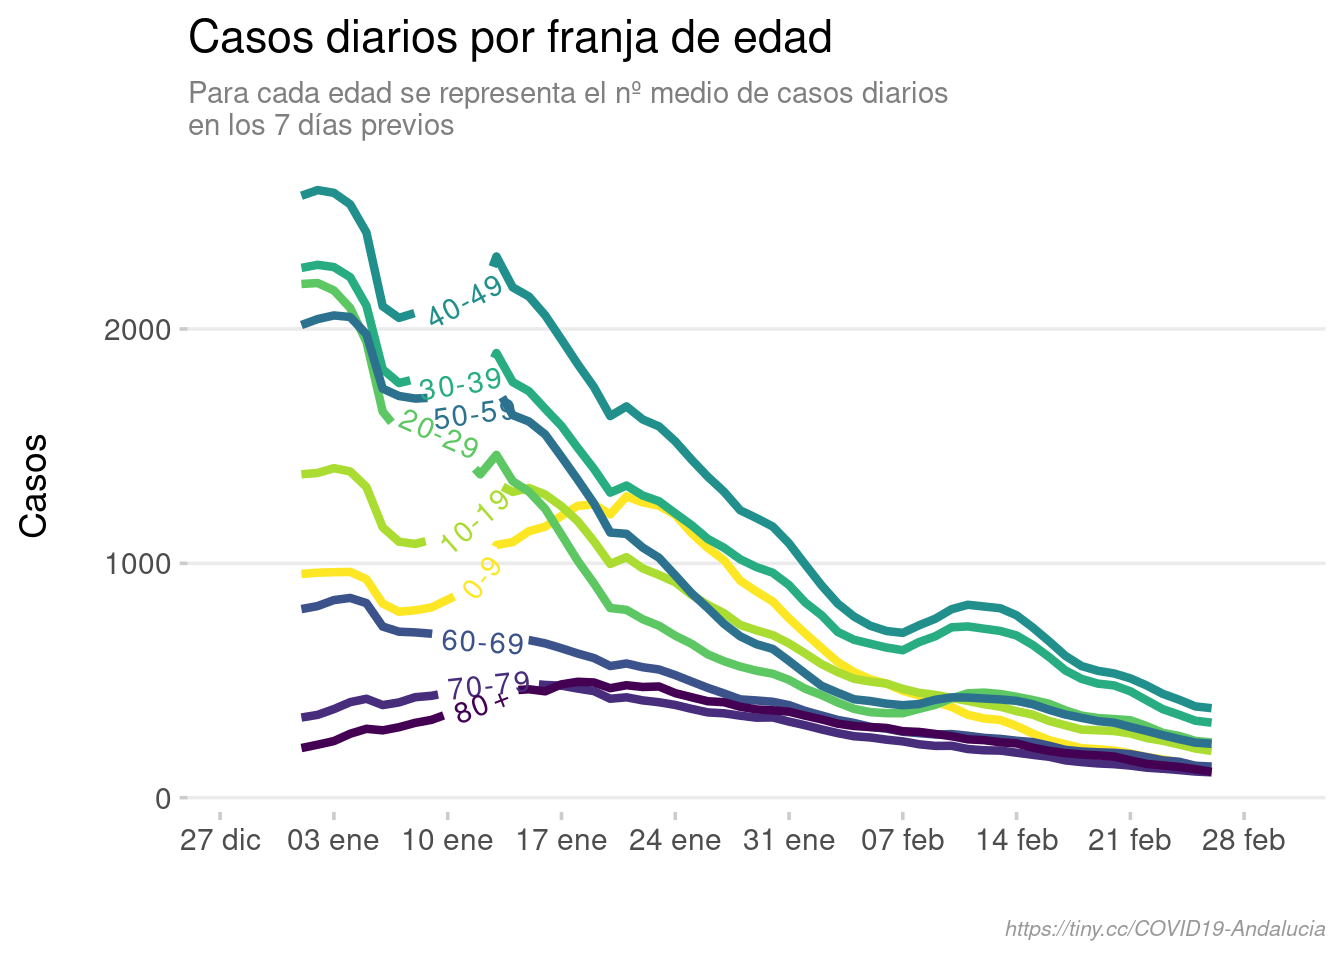 Casos diarios por franja de edad
Para cada edad se representa el nº medio de casos diarios
en los 7 días previos
Casos
2000
1000
0
40-49
30-39
50-59
20-29
10-19
0-9
60-69
70-79
80+
27 dic
03 ene
10 ene
17 ene
24 ene
31 ene
07 feb
14 feb
21 feb
28 feb
https://tiny.cc/COVID19-Andalucia